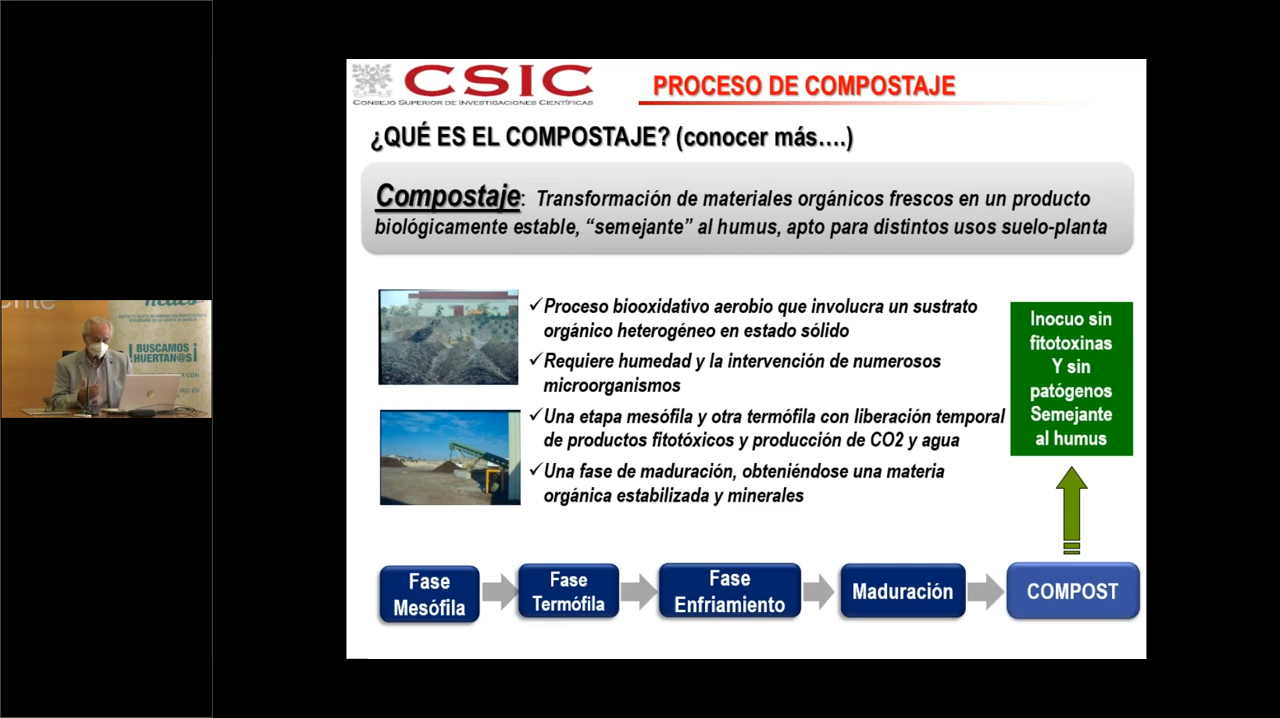 CSIC
CONSEJO SUPERIOR DE INVESTIGACIONES CIENTÍFICAS
PROCESO DE COMPOSTAJE
¿QUÉ ES EL COMPOSTAJE? (conocer más….)
Compostaje: Transformación de materiales orgánicos frescos en un producto
biológicamente estable, “semejante” al humus, apto para distintos usos suelo-planta
✓Proceso biooxidativo aerobio que involucra un sustrato
orgánico heterogéneo en estado sólido
✓Requiere humedad y la intervención de numerosos
microorganismos
✓Una etapa mesófila y otra termófila con liberación temporal
de productos fitotóxicos y producción de CO2 y agua
✓Una fase de maduración, obteniéndose una materia
orgánica estabilizada y minerales
Inocuo sin
fitotoxinas
Y sin
patógenos
Semejante
al humus
Fase
Mesófila
Fase
Termófila
Fase
Enfriamiento
Maduración
COMPOST
¡BUSCAMOS
HUERTAN@S!